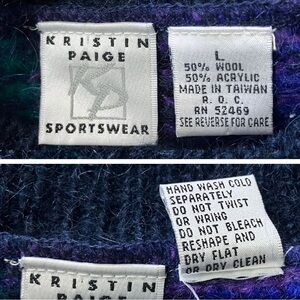 KRISTIN
PAIGE
SPORTSWEAR
L
50% WOOL
50% ACRYLIC
MADE IN TAIWAN
R. O. C.
RN 52469
SEE REVERSE FOR CARE
HAND WASH COLD
SEPARATELY
DO NOT TWIST
OR WRING
DO NOT BLEACH
RESHAPE AND
DRY FLAT
OR DRY CLEAN
KRISTIN
PAIGE